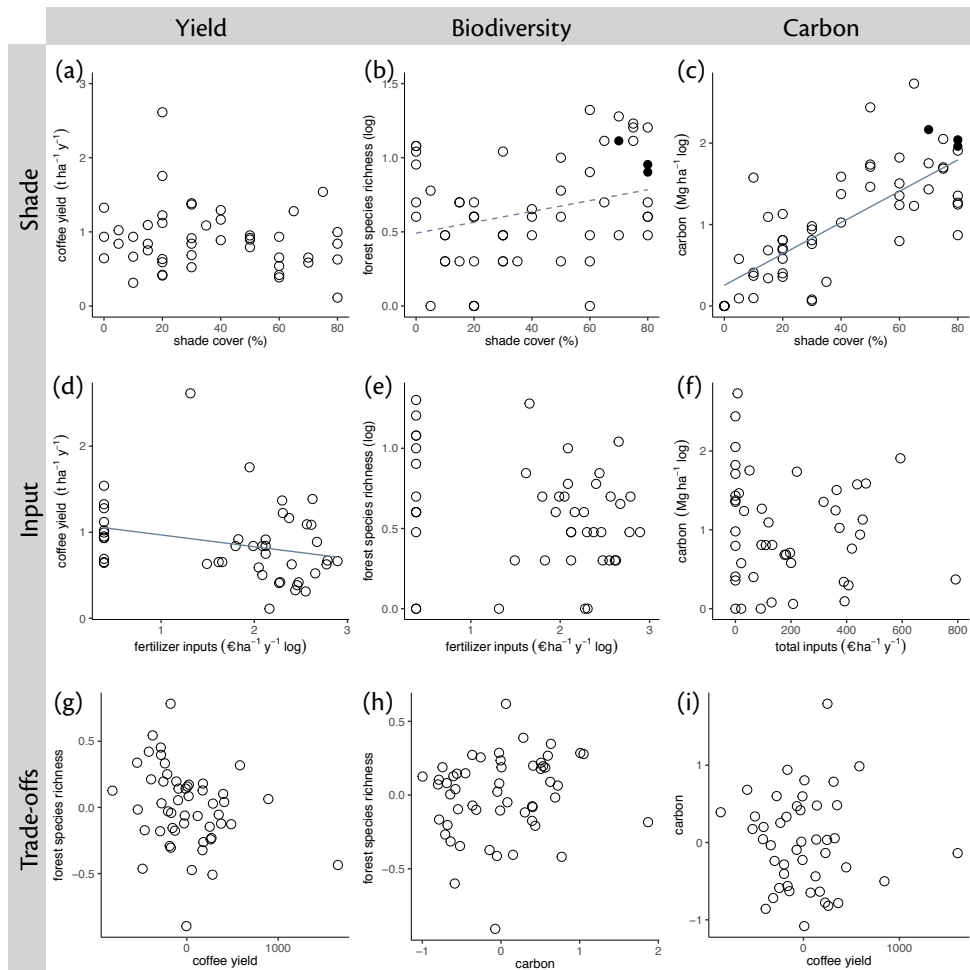 Yield Biodiversity Carbon
Shade
(a)
coffee yield (t ha⁻¹ y⁻¹)
3
2
1
0
0 20 40 60 80
shade cover (%)
(b)
forest species richness (log)
1.5
1.0
0.5
0.0
0 20 40 60 80
shade cover (%)
(c)
carbon (Mg ha⁻¹ log)
2
1
0
0 20 40 60 80
shade cover (%)
Input
(d)
coffee yield (t ha⁻¹ y⁻¹)
2
1
0
1 2 3
fertilizer inputs (€ha⁻¹ y⁻¹ log)
(e)
forest species richness (log)
1.0
0.5
0.0
1 2 3
fertilizer inputs (€ha⁻¹ y⁻¹ log)
(f)
carbon (Mg ha⁻¹ log)
2
1
0
0 200 400 600 800
total inputs (€ha⁻¹ y⁻¹)
Trade-offs
(g)
forest species richness
0.5
0.0
−0.5
0 1000
coffee yield
(h)
forest species richness
0.5
0.0
−0.5
−1 0 1 2
carbon
(i)
carbon
1
0
−1
0 1000
coffee yield